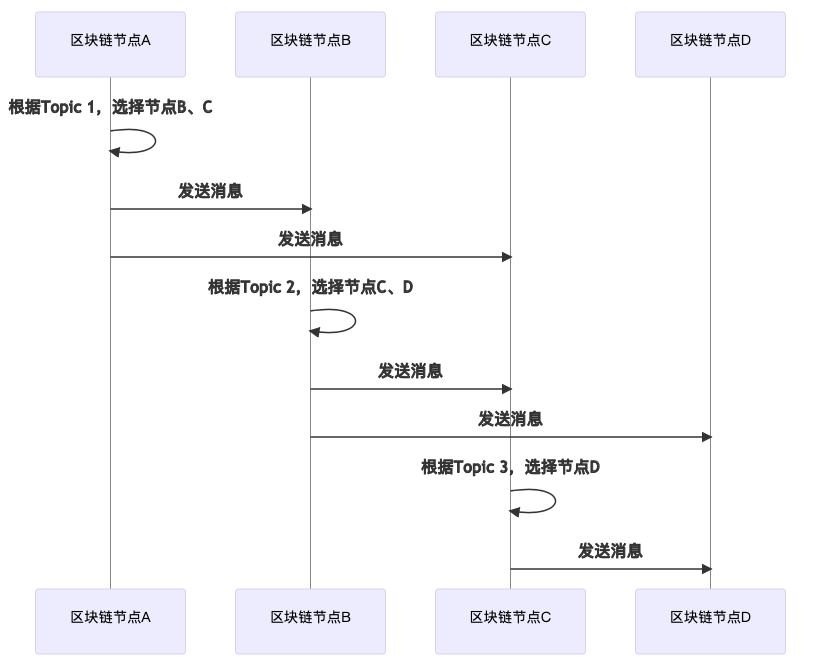 区块链节点A
区块链节点B
区块链节点C
区块链节点D
根据Topic 1，选择节点B、C
发送消息
发送消息
根据Topic 2，选择节点C、D
发送消息
发送消息
根据Topic 3，选择节点D
发送消息
区块链节点A
区块链节点B
区块链节点C
区块链节点D